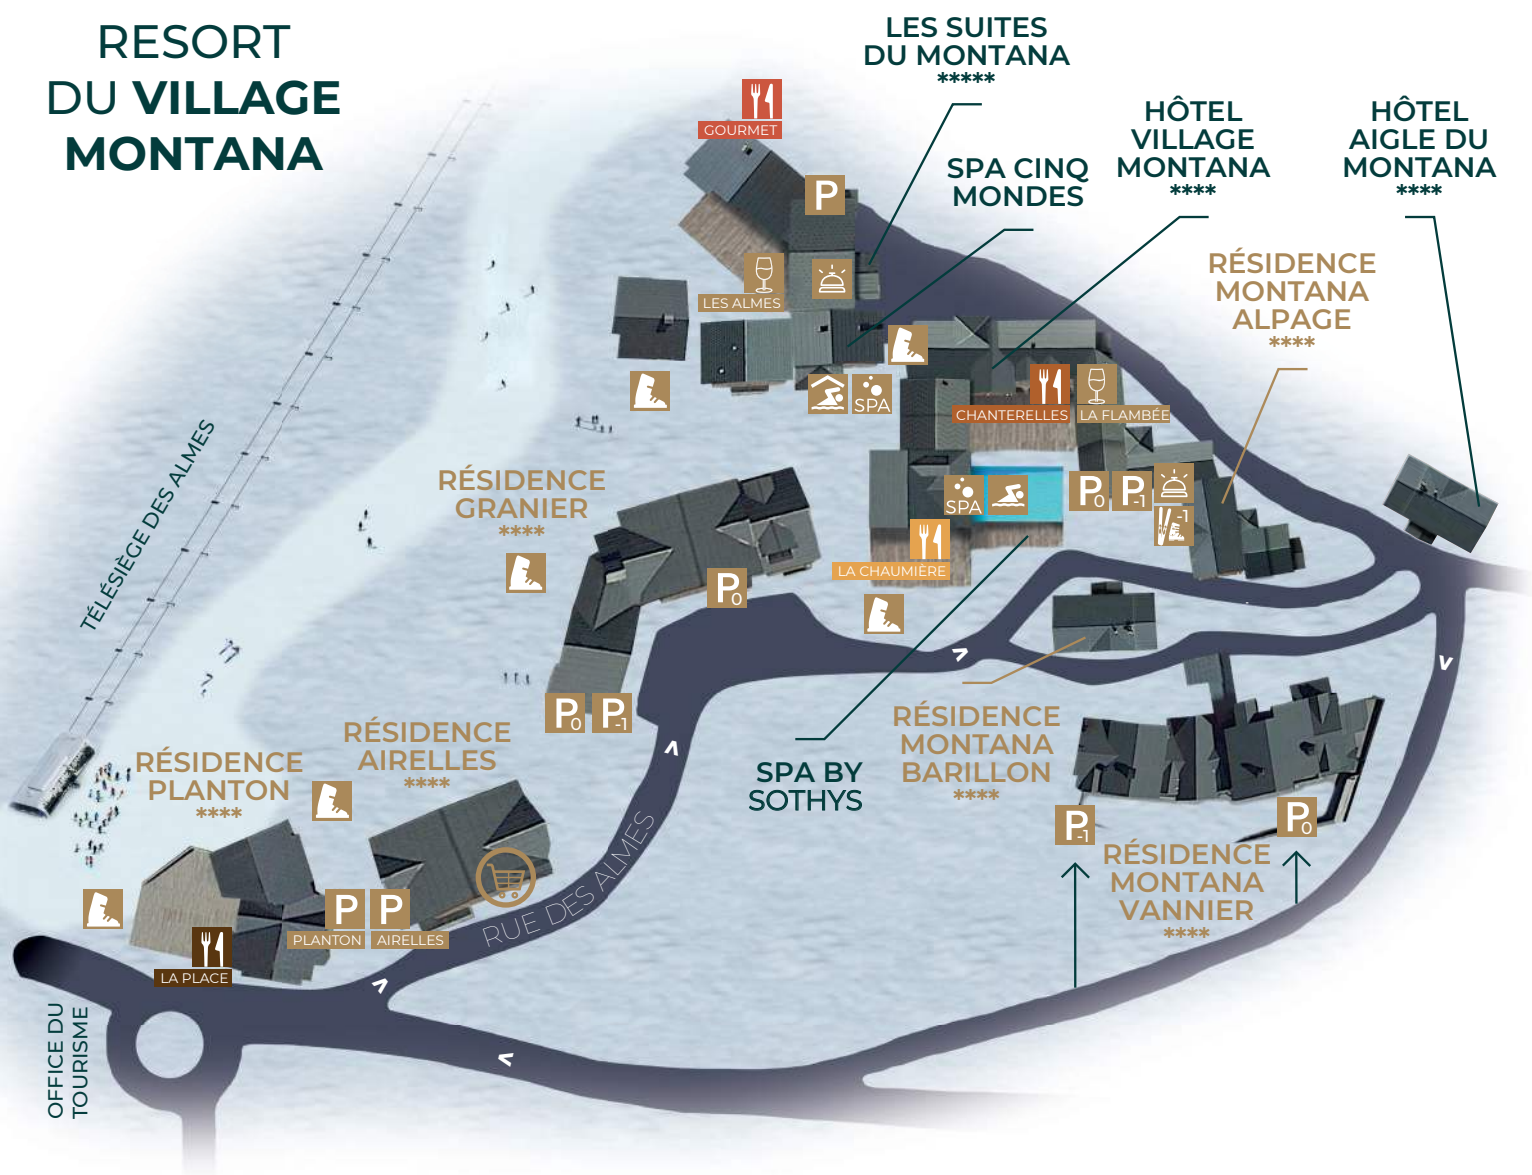 RESORT
DU VILLAGE
MONTANA
LES SUITES
DU MONTANA
*****
HÔTEL
VILLAGE
MONTANA
****
HÔTEL
AIGLE DU
MONTANA
****
SPA CINQ
MONDES
GOURMET
P
RÉSIDENCE
MONTANA
ALPAGE
****
LES ALMES
SPA
CHANTERELLES
LA FLAMBÉE
TÉLÉSIÈGE DES ALMES
RÉSIDENCE
GRANIER
****
SPA
P0
P-1
-1
LA CHAUMIÈRE
P0
P0
P-1
RÉSIDENCE
AIRELLES
****
RÉSIDENCE
PLANTON
****
RÉSIDENCE
MONTANA
BARILLON
****
SPA BY
SOTHYS
P-1
P0
RÉSIDENCE
MONTANA
VANNIER
****
RUE DES ALMES
P
P
PLANTON
AIRELLES
LA PLACE
OFFICE DU
TOURISME